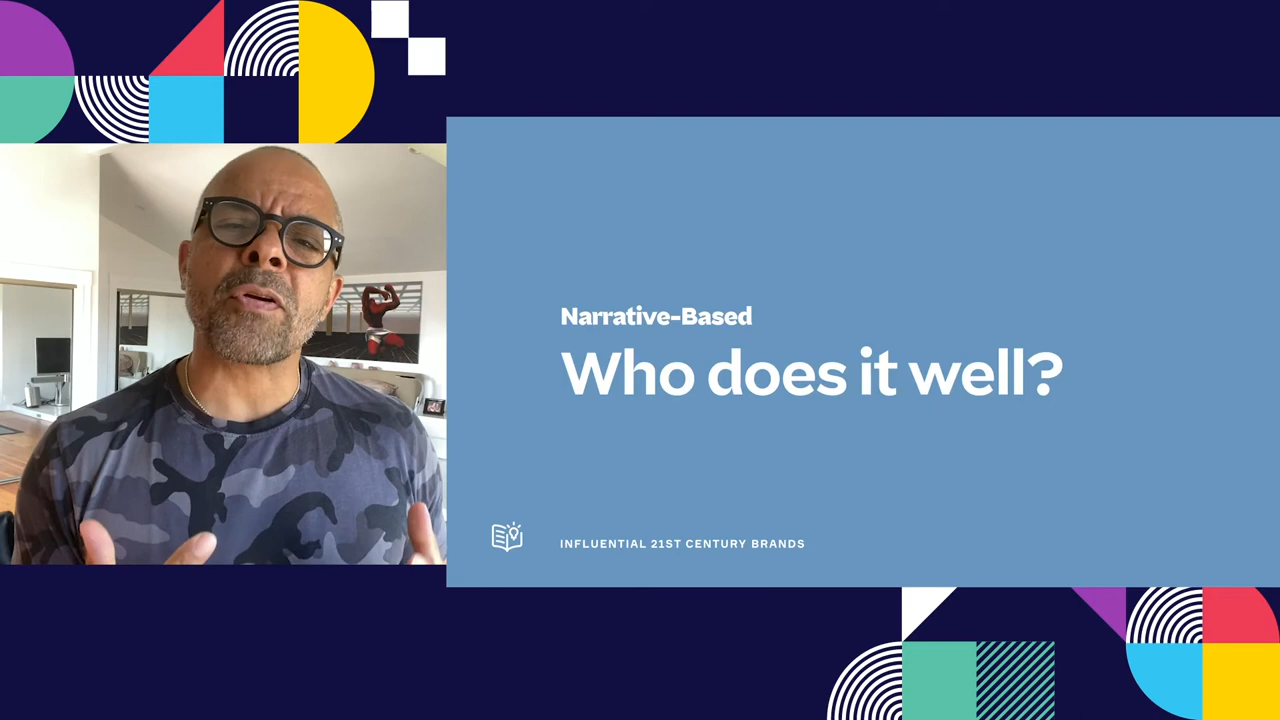 Narrative-Based
Who does it well?
INFLUENTIAL 21ST CENTURY BRANDS